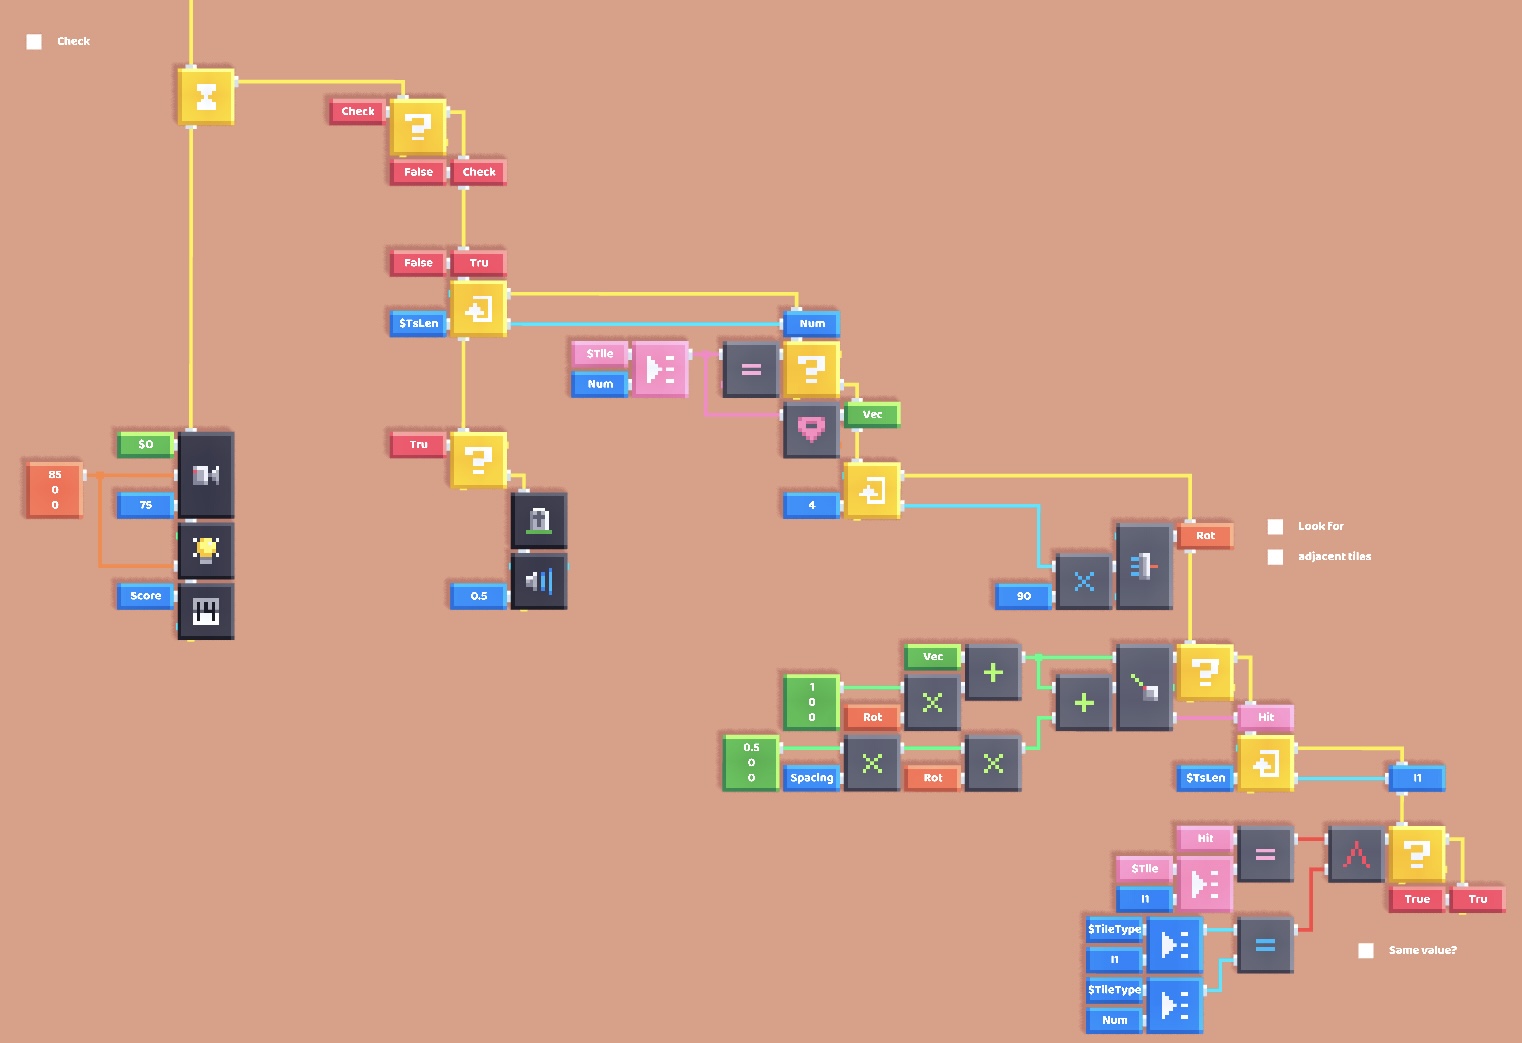 Check
Check
False Check
False Tru
$TsLen Num
$Tile
Num
Vec
Tru
$O
85
0
0
75
Score
0.5
4
Rot
Look for
adjacent tiles
90
Vec
1
0
0
Rot
Hit
0.5
0
0
Spacing Rot
$TsLen I1
Hit
$Tile
I1
True Tru
$TileType
I1
Same value?
$TileType
Num